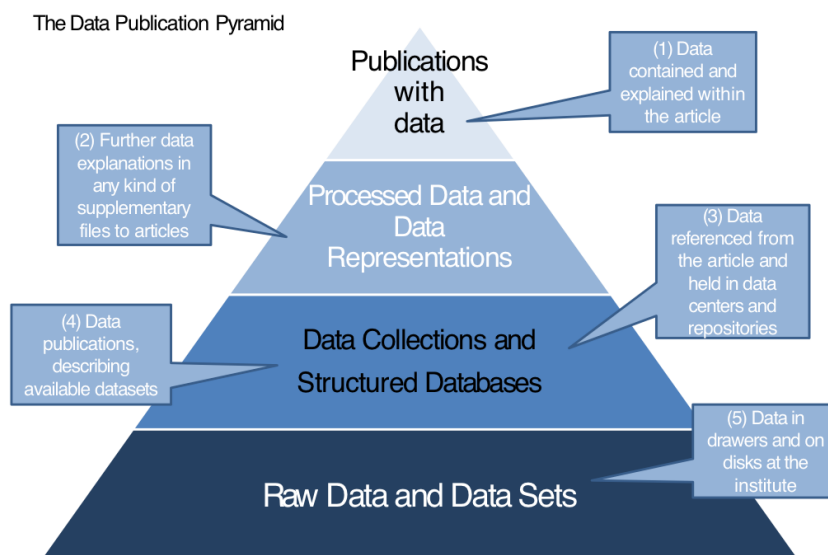 The Data Publication Pyramid
Publications
with
data
(1) Data
contained and
explained within
the article
(2) Further data
explanations in
any kind of
supplementary
files to articles
Processed Data and
Data
Representations
(3) Data
referenced from
the article and
held in data
centers and
repositories
(4) Data
publications,
describing
available datasets
Data Collections and
Structured Databases
(5) Data in
drawers and on
disks at the
institute
Raw Data and Data Sets